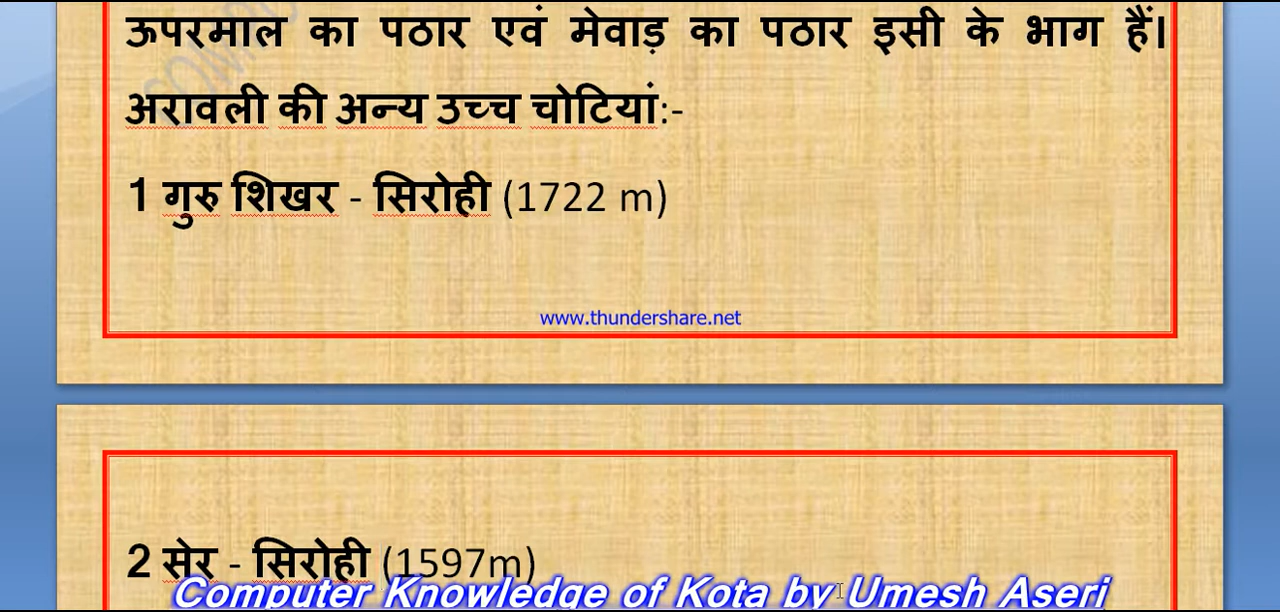 ऊपरमाल का पठार एवं मेवाड़ का पठार इसी के भाग हैं।
अरावली की अन्य उच्च चोटियां:-
1 गुरु शिखर - सिरोही (1722 m)
www.thundershare.net
2 सेर - सिरोही (1597m)
Computer Knowledge of Kota by Umesh Aseri